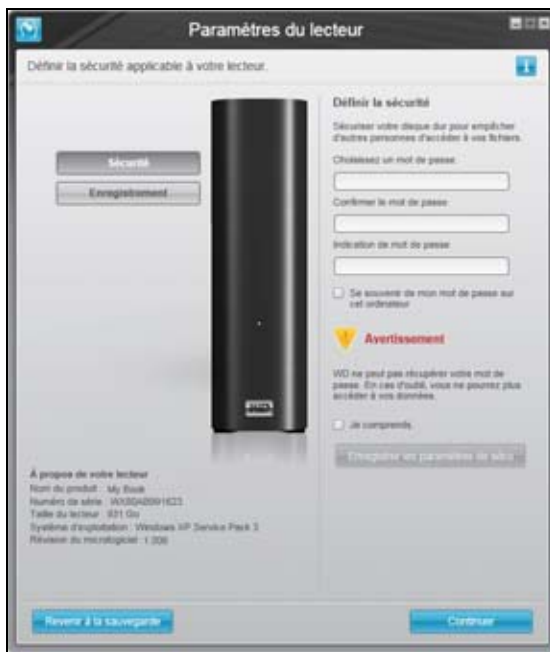 Paramètres du lecteur
Définir la sécurité applicable à votre lecteur.
Sécurité
Enregistrement
Définir la sécurité
Sécuriser votre disque dur pour empêcher
d'autres personnes d'accéder à vos fichiers.
Choisissez un mot de passe
Confirmer le mot de passe
Indication de mot de passe
Se souvenir de mon mot de passe sur
cet ordinateur
Avertissement
WD ne peut pas récupérer votre mot de
passe. En cas d'oubli, vous ne pourrez plus
accéder à vos données.
Je comprends.
Enregistrer les paramètres de sécu
À propos de votre lecteur
Nom du produit : My Book
Numéro de série :
Taille du lecteur : 931 Go
Système d'exploitation : Windows XP Service Pack 3
Révision du micrologiciel :
Revenir à la sauvegarde
Continuer